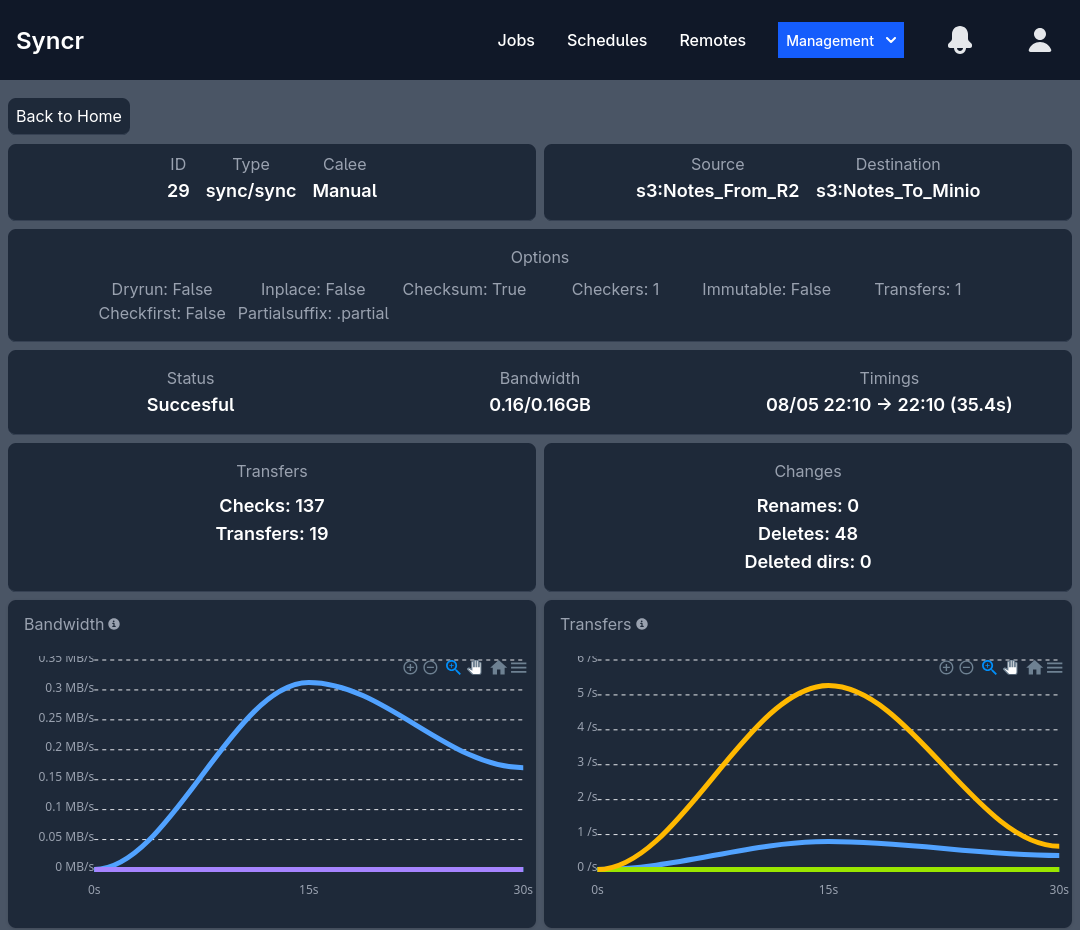 Syncr
Jobs Schedules Remotes Management
Back to Home
ID Type Calee
29 sync/sync Manual
Source Destination
s3:Notes_From_R2 s3:Notes_To_Minio
Options
Dryrun: False Inplace: False Checksum: True Checkers: 1 Immutable: False Transfers: 1
Checkfirst: False Partialsuffix: .partial
Status Bandwidth Timings
Succesful 0.16/0.16GB 08/05 22:10 → 22:10 (35.4s)
Transfers
Checks: 137
Transfers: 19
Changes
Renames: 0
Deletes: 48
Deleted dirs: 0
Bandwidth
0.35 MB/s
0.3 MB/s
0.25 MB/s
0.2 MB/s
0.15 MB/s
0.1 MB/s
0.05 MB/s
0 MB/s
0s 15s 30s
Transfers
6 /s
5 /s
4 /s
3 /s
2 /s
1 /s
0 /s
0s 15s 30s